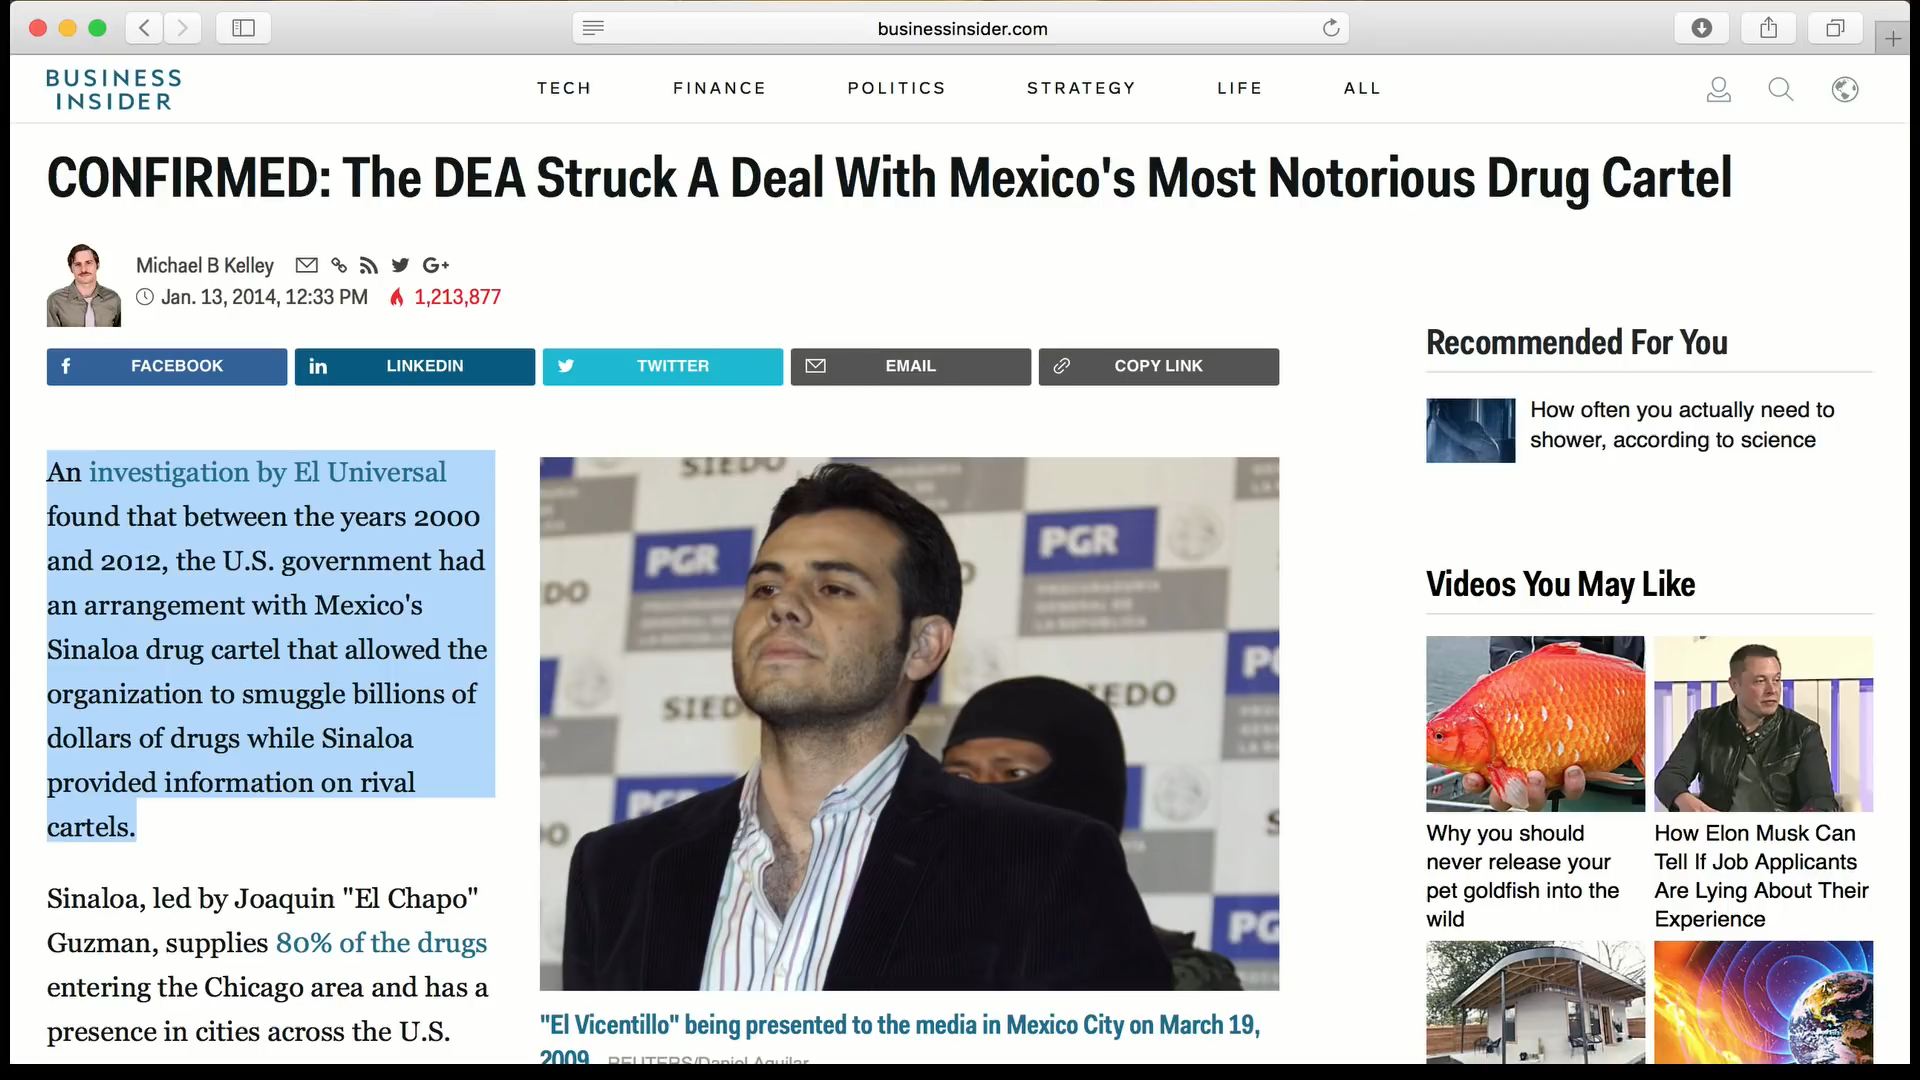 businessinsider.com
BUSINESS
INSIDER
TECH FINANCE POLITICS STRATEGY LIFE ALL
CONFIRMED: The DEA Struck A Deal With Mexico's Most Notorious Drug Cartel
Michael B Kelley G+
Jan. 13, 2014, 12:33 PM 1,213,877
f FACEBOOK in LINKEDIN TWITTER EMAIL COPY LINK
An investigation by El Universal
found that between the years 2000
and 2012, the U.S. government had
an arrangement with Mexico's
Sinaloa drug cartel that allowed the
organization to smuggle billions of
dollars of drugs while Sinaloa
provided information on rival
cartels.
Sinaloa, led by Joaquin "El Chapo"
Guzman, supplies 80% of the drugs
entering the Chicago area and has a
presence in cities across the U.S.
SIEDO
PGR
PGR
SIEDO
PGR
"El Vicentillo" being presented to the media in Mexico City on March 19,
2009 REUTERS/Daniel Aguilar
Recommended For You
How often you actually need to
shower, according to science
Videos You May Like
Why you should
never release your
pet goldfish into the
wild
How Elon Musk Can
Tell If Job Applicants
Are Lying About Their
Experience